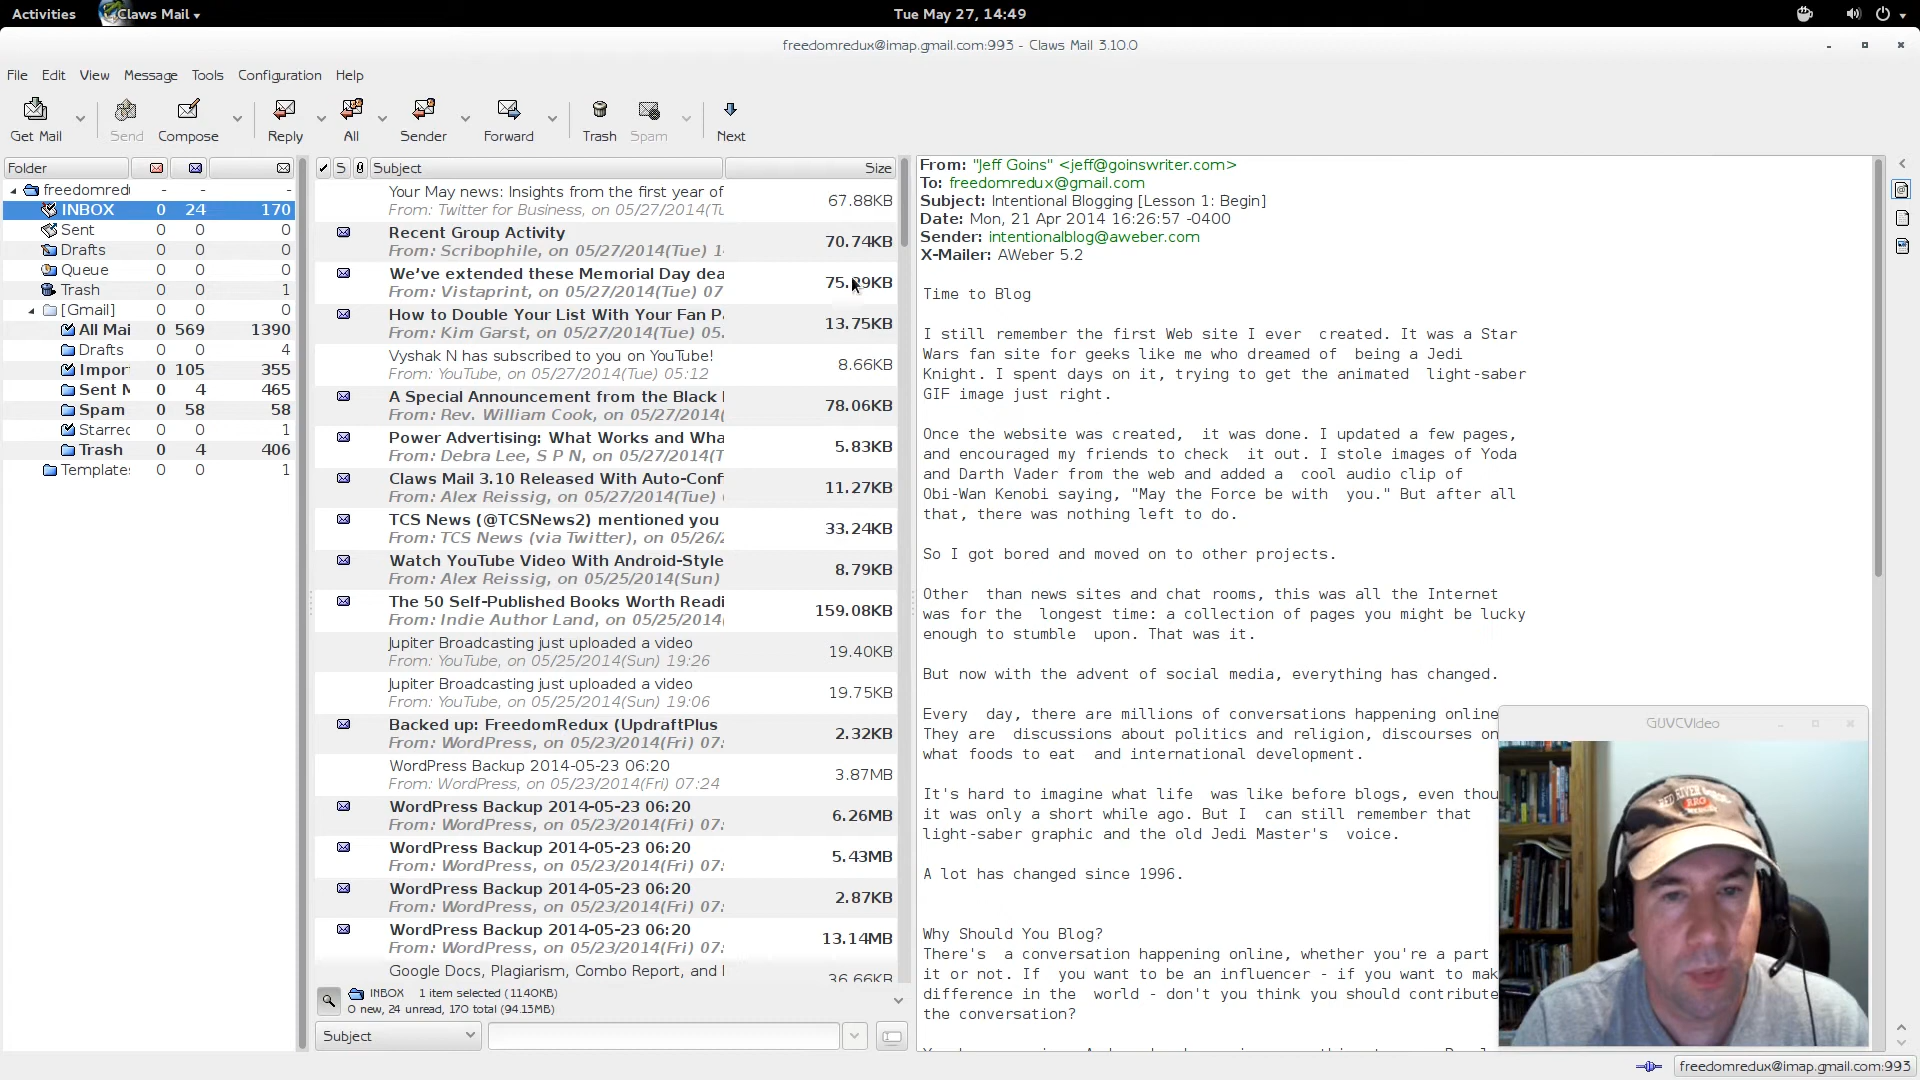 Activities Claws Mail Tue May 27, 14:49
freedomredux@imap.gmail.com:993 - Claws Mail 3.10.0
File Edit View Message Tools Configuration Help
Get Mail Send Compose Reply All Sender Forward Trash Spam Next
Folder
freedomred - - -
INBOX 0 24 170
Sent 0 0 0
Drafts 0 0 0
Queue 0 0 0
Trash 0 0 1
[Gmail] 0 0 0
All Mai 0 569 1390
Drafts 0 0 4
Impor 0 105 355
Sent M 0 4 465
Spam 0 58 58
Starred 0 0 1
Trash 0 4 406
Templates 0 0 1
S Subject Size
Your May news: Insights from the first year of
From: Twitter for Business, on 05/27/2014(Tu 67.88KB
Recent Group Activity
From: Scribophile, on 05/27/2014(Tue) 1 70.74KB
We've extended these Memorial Day dea
From: Vistaprint, on 05/27/2014(Tue) 07 75.29KB
How to Double Your List With Your Fan P
From: Kim Garst, on 05/27/2014(Tue) 05: 13.75KB
Vyshak N has subscribed to you on YouTube!
From: YouTube, on 05/27/2014(Tue) 05:12 8.66KB
A Special Announcement from the Black
From: Rev. William Cook, on 05/27/2014( 78.06KB
Power Advertising: What Works and Wha
From: Debra Lee, S P N, on 05/27/2014(T 5.83KB
Claws Mail 3.10 Released With Auto-Conf
From: Alex Reissig, on 05/27/2014(Tue) 11.27KB
TCS News (@TCSNews2) mentioned you
From: TCS News (via Twitter), on 05/26/2 33.24KB
Watch YouTube Video With Android-Style
From: Alex Reissig, on 05/25/2014(Sun) 8.79KB
The 50 Self-Published Books Worth Readi
From: Indie Author Land, on 05/25/2014( 159.08KB
Jupiter Broadcasting just uploaded a video
From: YouTube, on 05/25/2014(Sun) 19:26 19.40KB
Jupiter Broadcasting just uploaded a video
From: YouTube, on 05/25/2014(Sun) 19:06 19.75KB
Backed up: FreedomRedux (UpdraftPlus
From: WordPress, on 05/23/2014(Fri) 07: 2.32KB
WordPress Backup 2014-05-23 06:20
From: WordPress, on 05/23/2014(Fri) 07:24 3.87MB
WordPress Backup 2014-05-23 06:20
From: WordPress, on 05/23/2014(Fri) 07: 6.26MB
WordPress Backup 2014-05-23 06:20
From: WordPress, on 05/23/2014(Fri) 07: 5.43MB
WordPress Backup 2014-05-23 06:20
From: WordPress, on 05/23/2014(Fri) 07: 2.87KB
WordPress Backup 2014-05-23 06:20
From: WordPress, on 05/23/2014(Fri) 07: 13.14MB
Google Docs, Plagiarism, Combo Report, and 36.66KB
INBOX 1 item selected (11.40KB)
0 new, 24 unread, 170 total (94.13MB)
Subject
From: "Jeff Goins" <jeff@goinswriter.com>
To: freedomredux@gmail.com
Subject: Intentional Blogging [Lesson 1: Begin]
Date: Mon, 21 Apr 2014 16:26:57 -0400
Sender: intentionalblog@aweber.com
X-Mailer: AWeber 5.2
Time to Blog
I still remember the first Web site I ever created. It was a Star
Wars fan site for geeks like me who dreamed of being a Jedi
Knight. I spent days on it, trying to get the animated light-saber
GIF image just right.
Once the website was created, it was done. I updated a few pages,
and encouraged my friends to check it out. I stole images of Yoda
and Darth Vader from the web and added a cool audio clip of
Obi-Wan Kenobi saying, "May the Force be with you." But after all
that, there was nothing left to do.
So I got bored and moved on to other projects.
Other than news sites and chat rooms, this was all the Internet
was for the longest time: a collection of pages you might be lucky
enough to stumble upon. That was it.
But now with the advent of social media, everything has changed.
Every day, there are millions of conversations happening online
They are discussions about politics and religion, discourses on
what foods to eat and international development.
It's hard to imagine what life was like before blogs, even thou
it was only a short while ago. But I can still remember that
light-saber graphic and the old Jedi Master's voice.
A lot has changed since 1996.
Why Should You Blog?
There's a conversation happening online, whether you're a part
it or not. If you want to be an influencer - if you want to mak
difference in the world - don't you think you should contribute
the conversation?
GUVCVideo
RED RIVER
RRO
freedomredux@imap.gmail.com:993